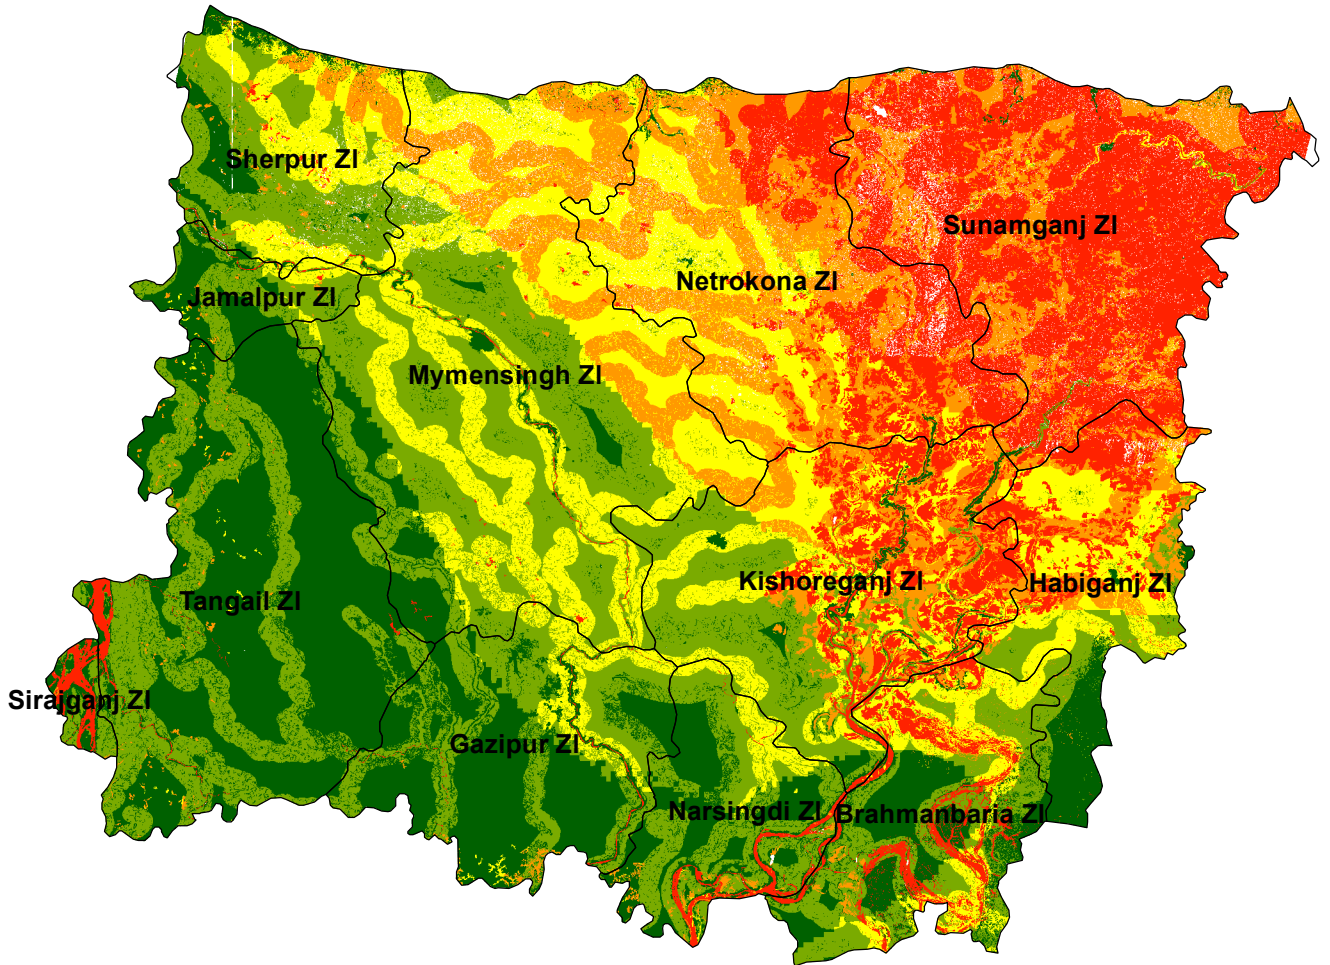 Sherpur ZI
Sunamganj ZI
Netrokona ZI
Jamalpur ZI
Mymensingh ZI
Kishoreganj ZI
Habiganj ZI
Tangail ZI
Sirajganj ZI
Gazipur ZI
Narsingdi ZI
Brahmanbaria ZI